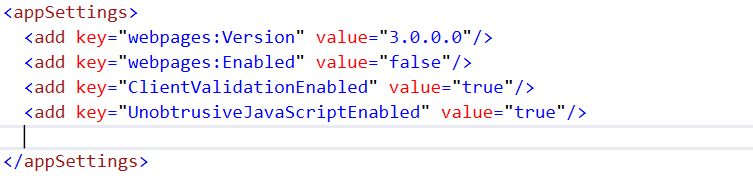 <appSettings>
<add key="webpages:Version" value="3.0.0.0"/>
<add key="webpages:Enabled" value="false"/>
<add key="ClientValidationEnabled" value="true"/>
<add key="UnobtrusiveJavaScriptEnabled" value="true"/>
</appSettings>